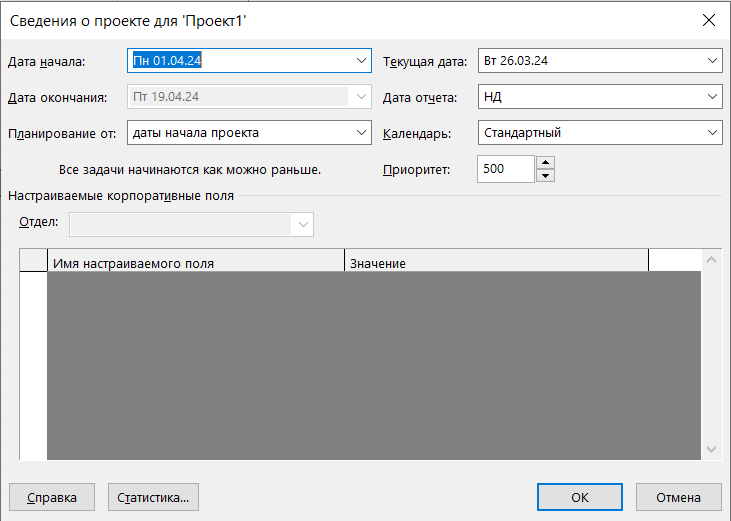 Сведения о проекте для 'Проект1'
Дата начала: Пн 01.04.24 Текущая дата: Вт 26.03.24
Дата окончания: Пт 19.04.24 Дата отчета: НД
Планирование от: даты начала проекта Календарь: Стандартный
Все задачи начинаются как можно раньше. Приоритет: 500
Настраиваемые корпоративные поля
Отдел:
Имя настраиваемого поля Значение
Справка Статистика... ОК Отмена